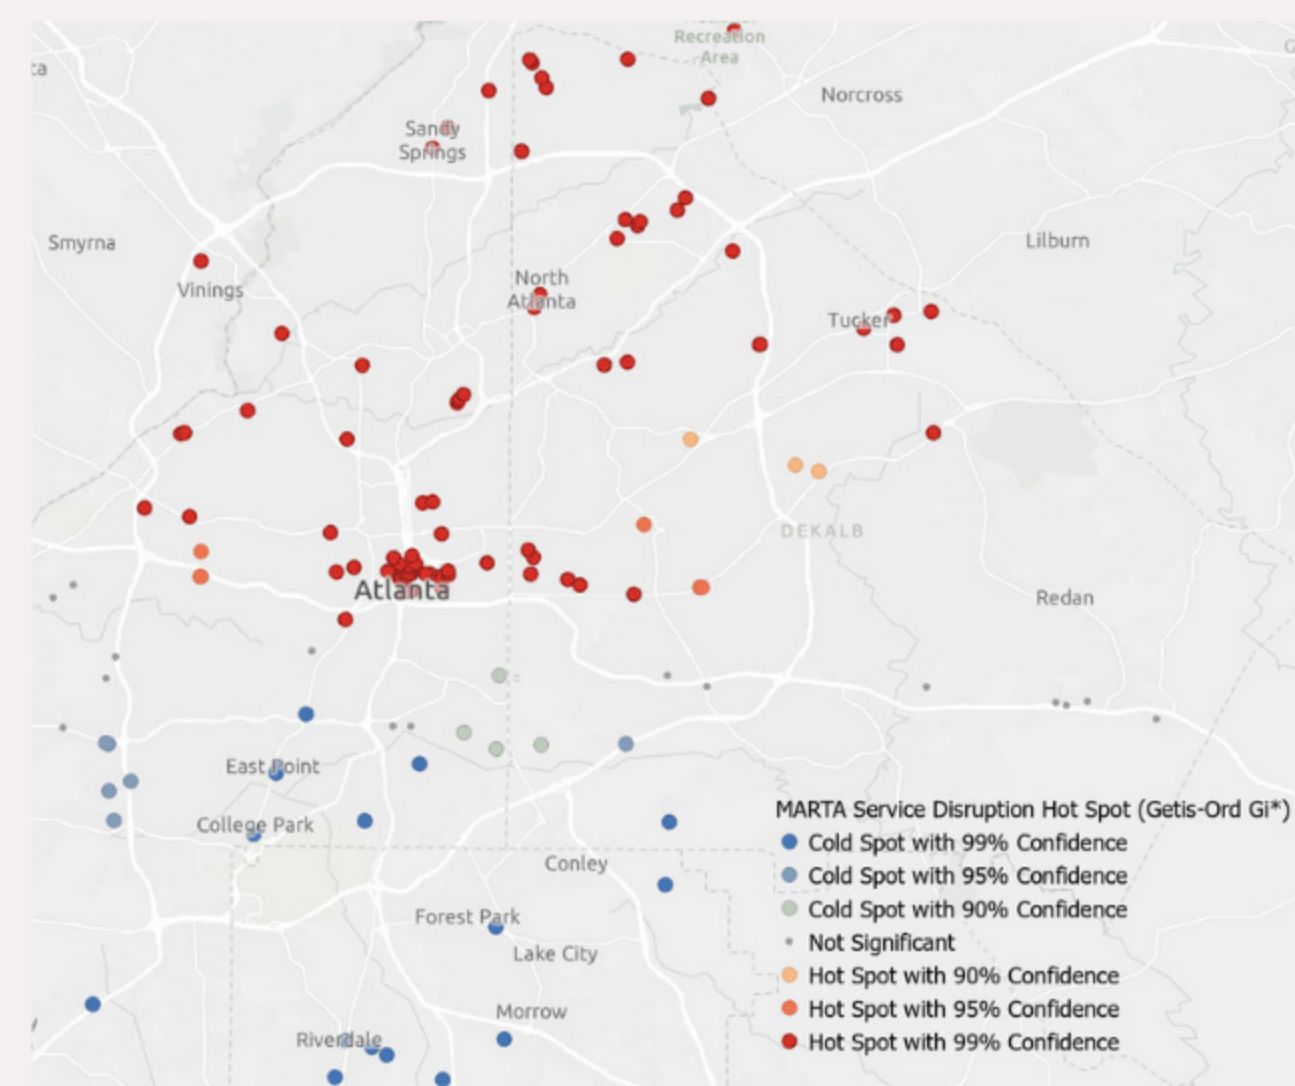 Recreation
Area
ta
G
Norcross
Sandy
Springs
Smyrna
Lilburn
North
Atlanta
Vinings
Tucker
DEKALB
Atlanta
Redan
East Point
College Park
MARTA Service Disruption Hot Spot (Getis-Ord Gi*)
Cold Spot with 99% Confidence
Conley
Cold Spot with 95% Confidence
Forest Park
Cold Spot with 90% Confidence
Lake City
Not Significant
Hot Spot with 90% Confidence
Morrow
Hot Spot with 95% Confidence
y
Riverdale
Hot Spot with 99% Confidence